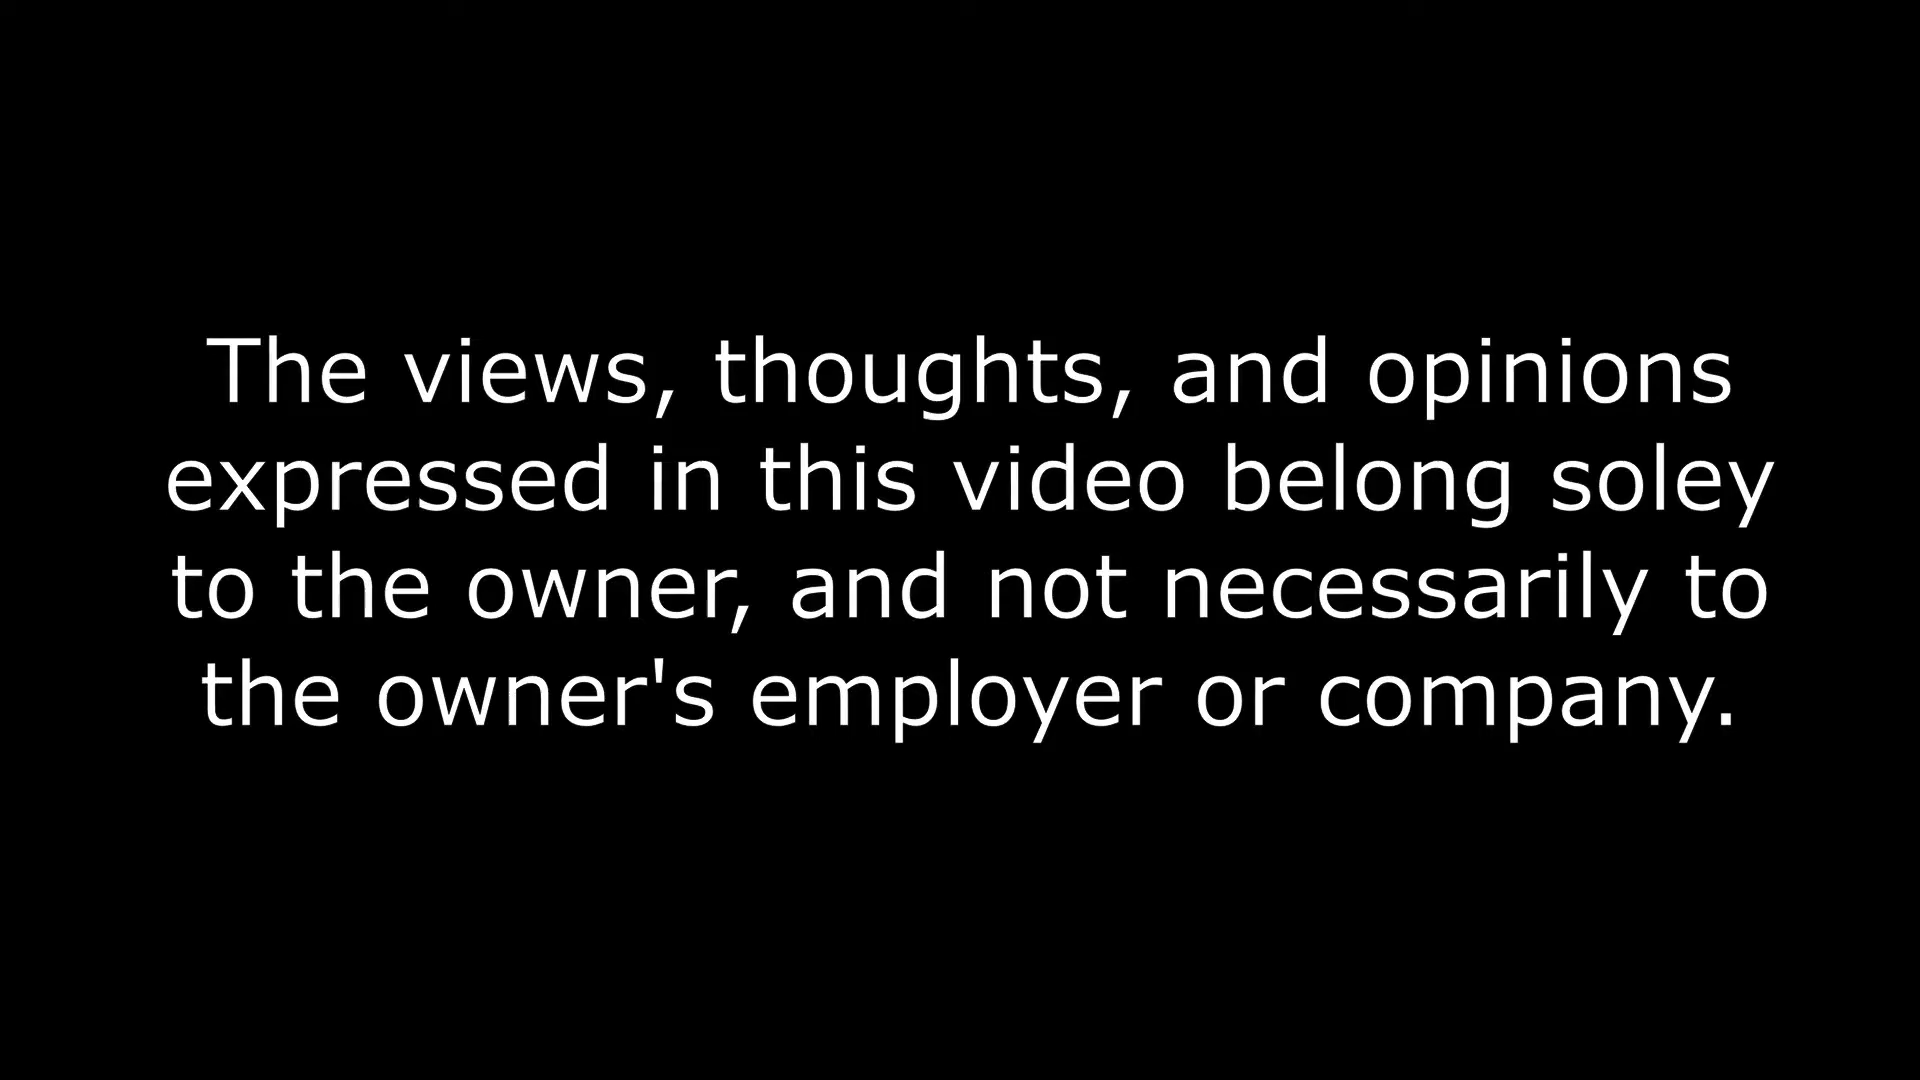 The views, thoughts, and opinions
expressed in this video belong soley
to the owner, and not necessarily to
the owner's employer or company.